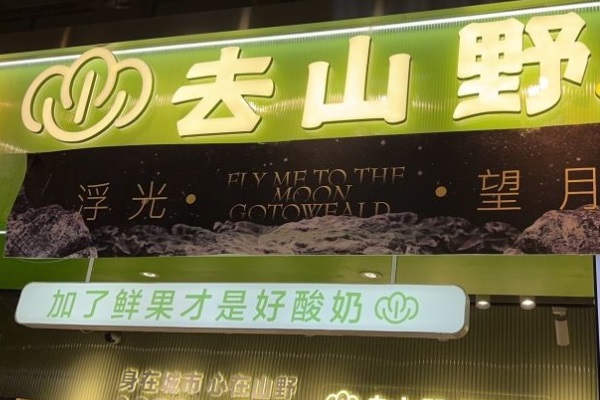 去山野
浮光·
FLY ME TO THE
MOON
GOTOWEALD
·望月
加了鲜果才是好酸奶
身在城市 心在山野